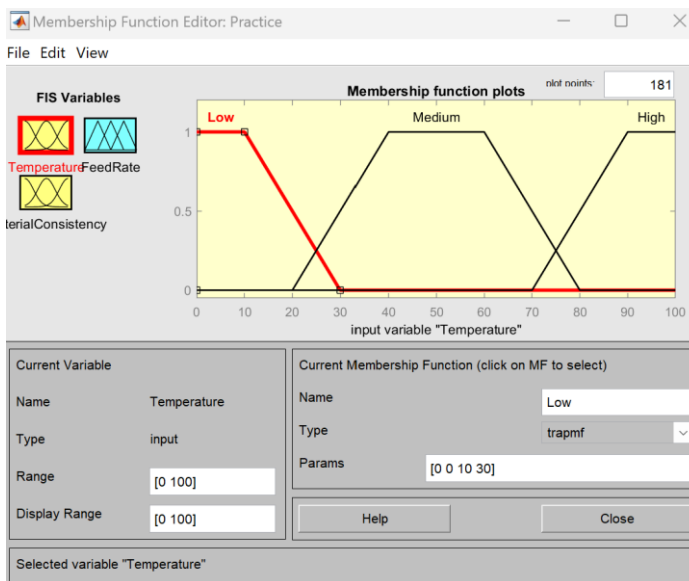 Membership Function Editor: Practice
File Edit View
FIS Variables
Temperature
FeedRate
terialConsistency
Membership function plots
plot points:
181
Low
Medium
High
1
0.5
0
0 10 20 30 40 50 60 70 80 90 100
input variable "Temperature"
Current Variable
Name Temperature
Type input
Range [0 100]
Display Range [0 100]
Current Membership Function (click on MF to select)
Name Low
Type trapmf
Params [0 0 10 30]
Help Close
Selected variable "Temperature"